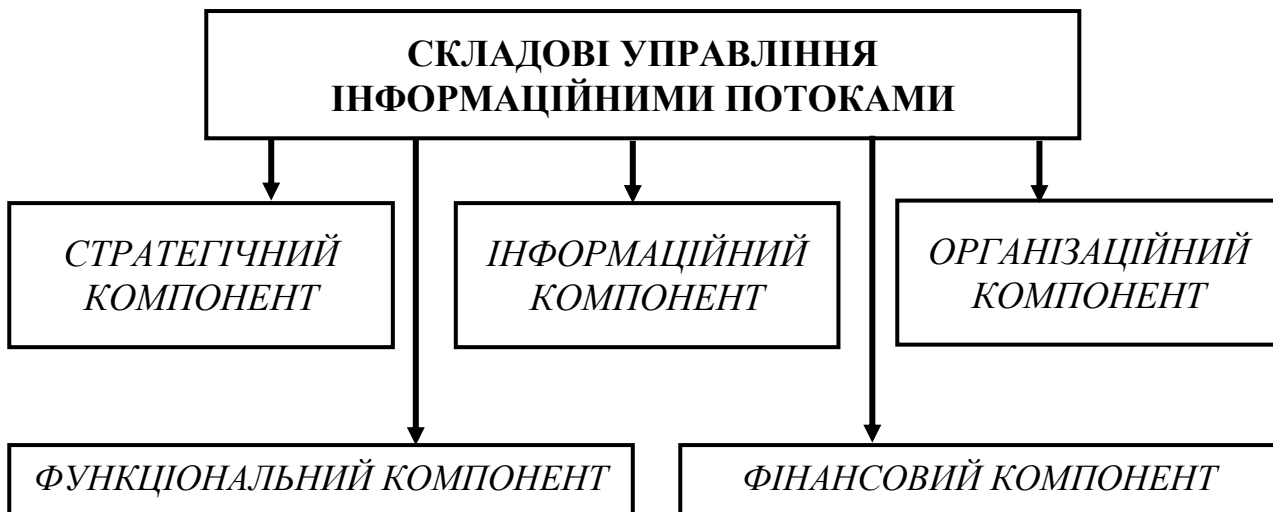 СКЛАДОВІ УПРАВЛІННЯ
ІНФОРМАЦІЙНИМИ ПОТОКАМИ
СТРАТЕГІЧНИЙ
КОМПОНЕНТ
ІНФОРМАЦІЙНИЙ
КОМПОНЕНТ
ОРГАНІЗАЦІЙНИЙ
КОМПОНЕНТ
ФУНКЦІОНАЛЬНИЙ КОМПОНЕНТ
ФІНАНСОВИЙ КОМПОНЕНТ